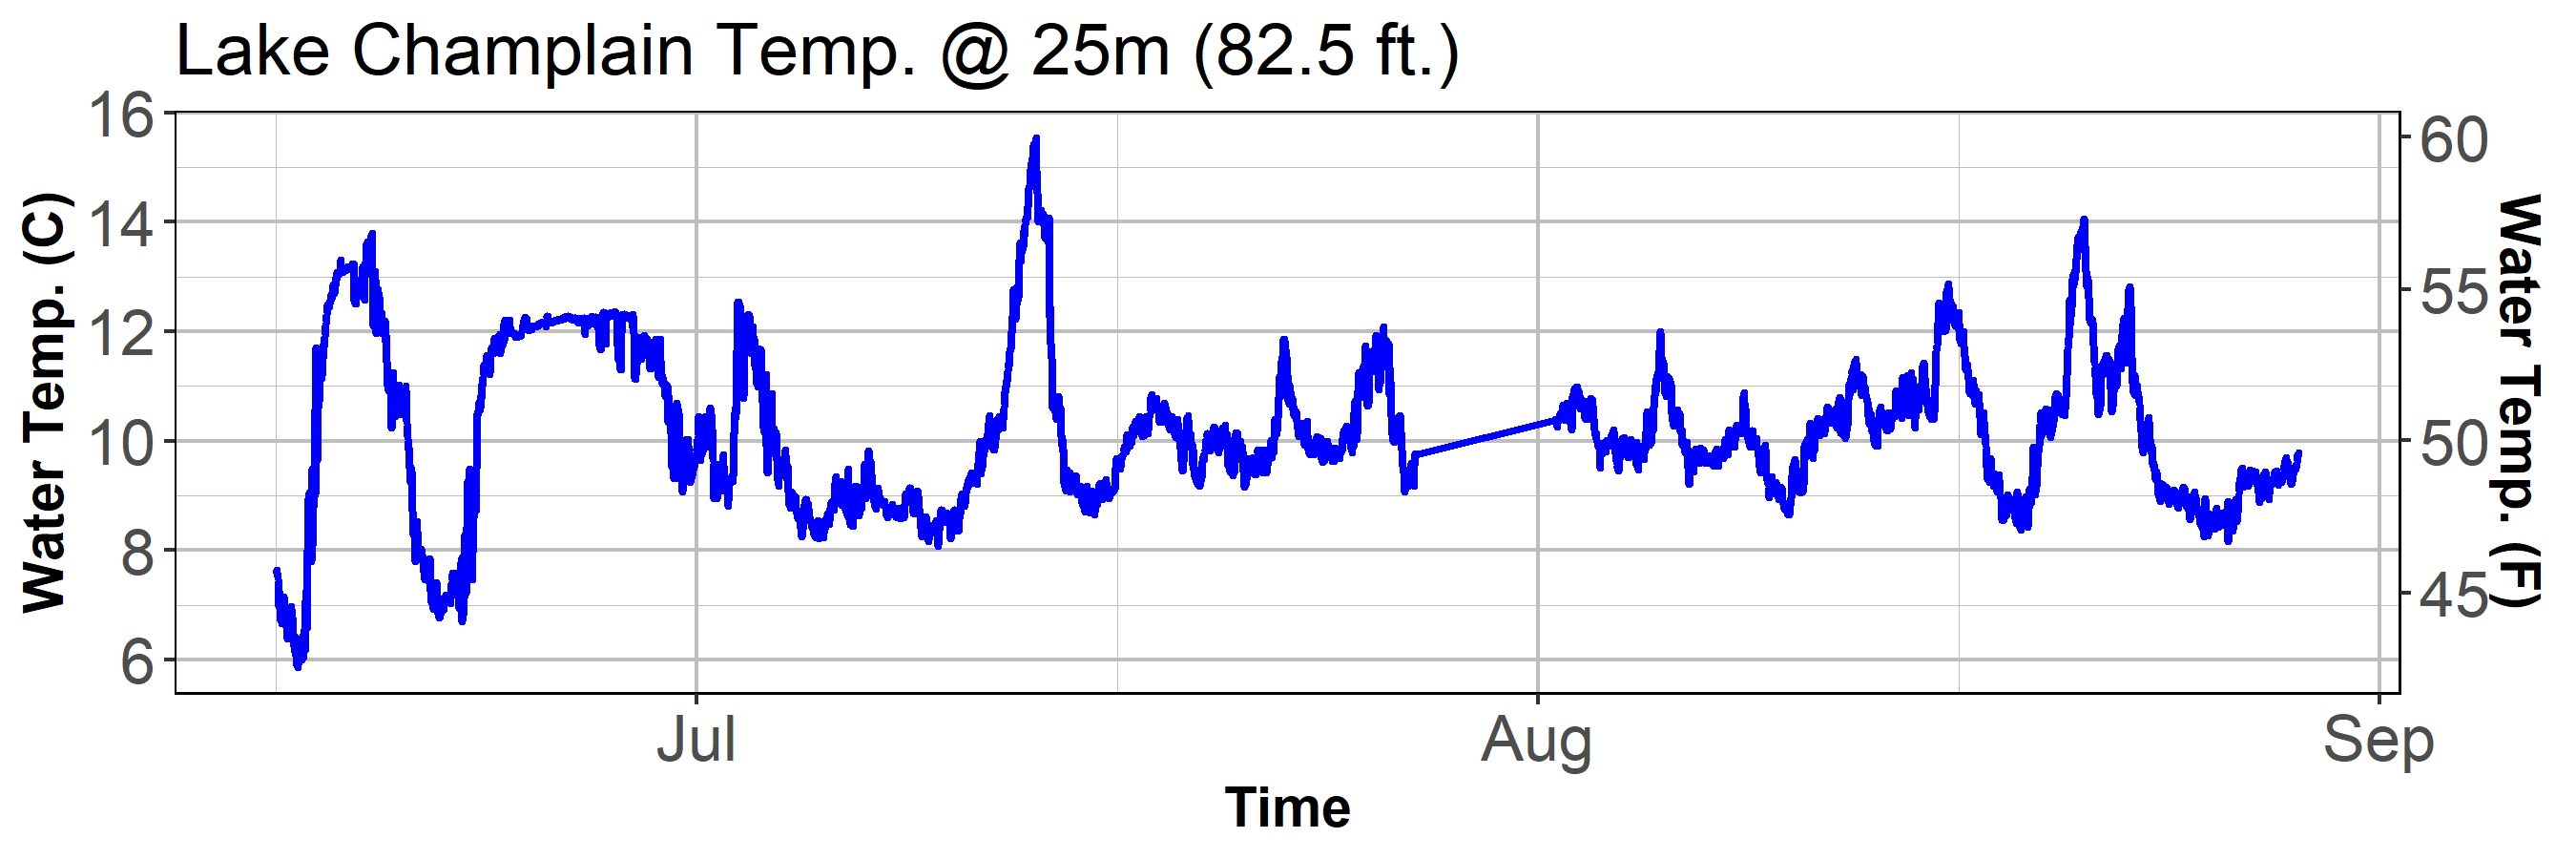 Lake Champlain Temp. @ 25m (82.5 ft.)
16
14
12
10
8
6
Water Temp. (C)
60
55
50
45
Water Temp. (F)
Jul
Aug
Sep
Time